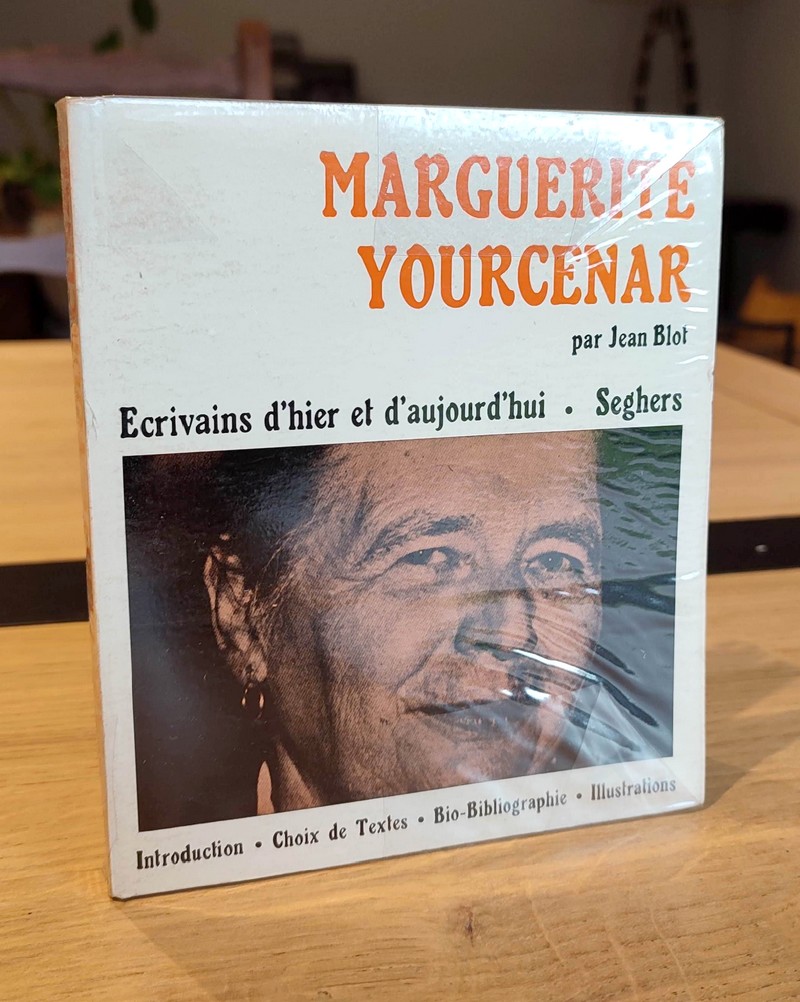 MARGUERITE
YOURCENAR
par Jean Blot
Ecrivains d'hier et d'aujourd'hui • Seghers
Introduction • Choix de Textes • Bio-Bibliographie • Illustrations